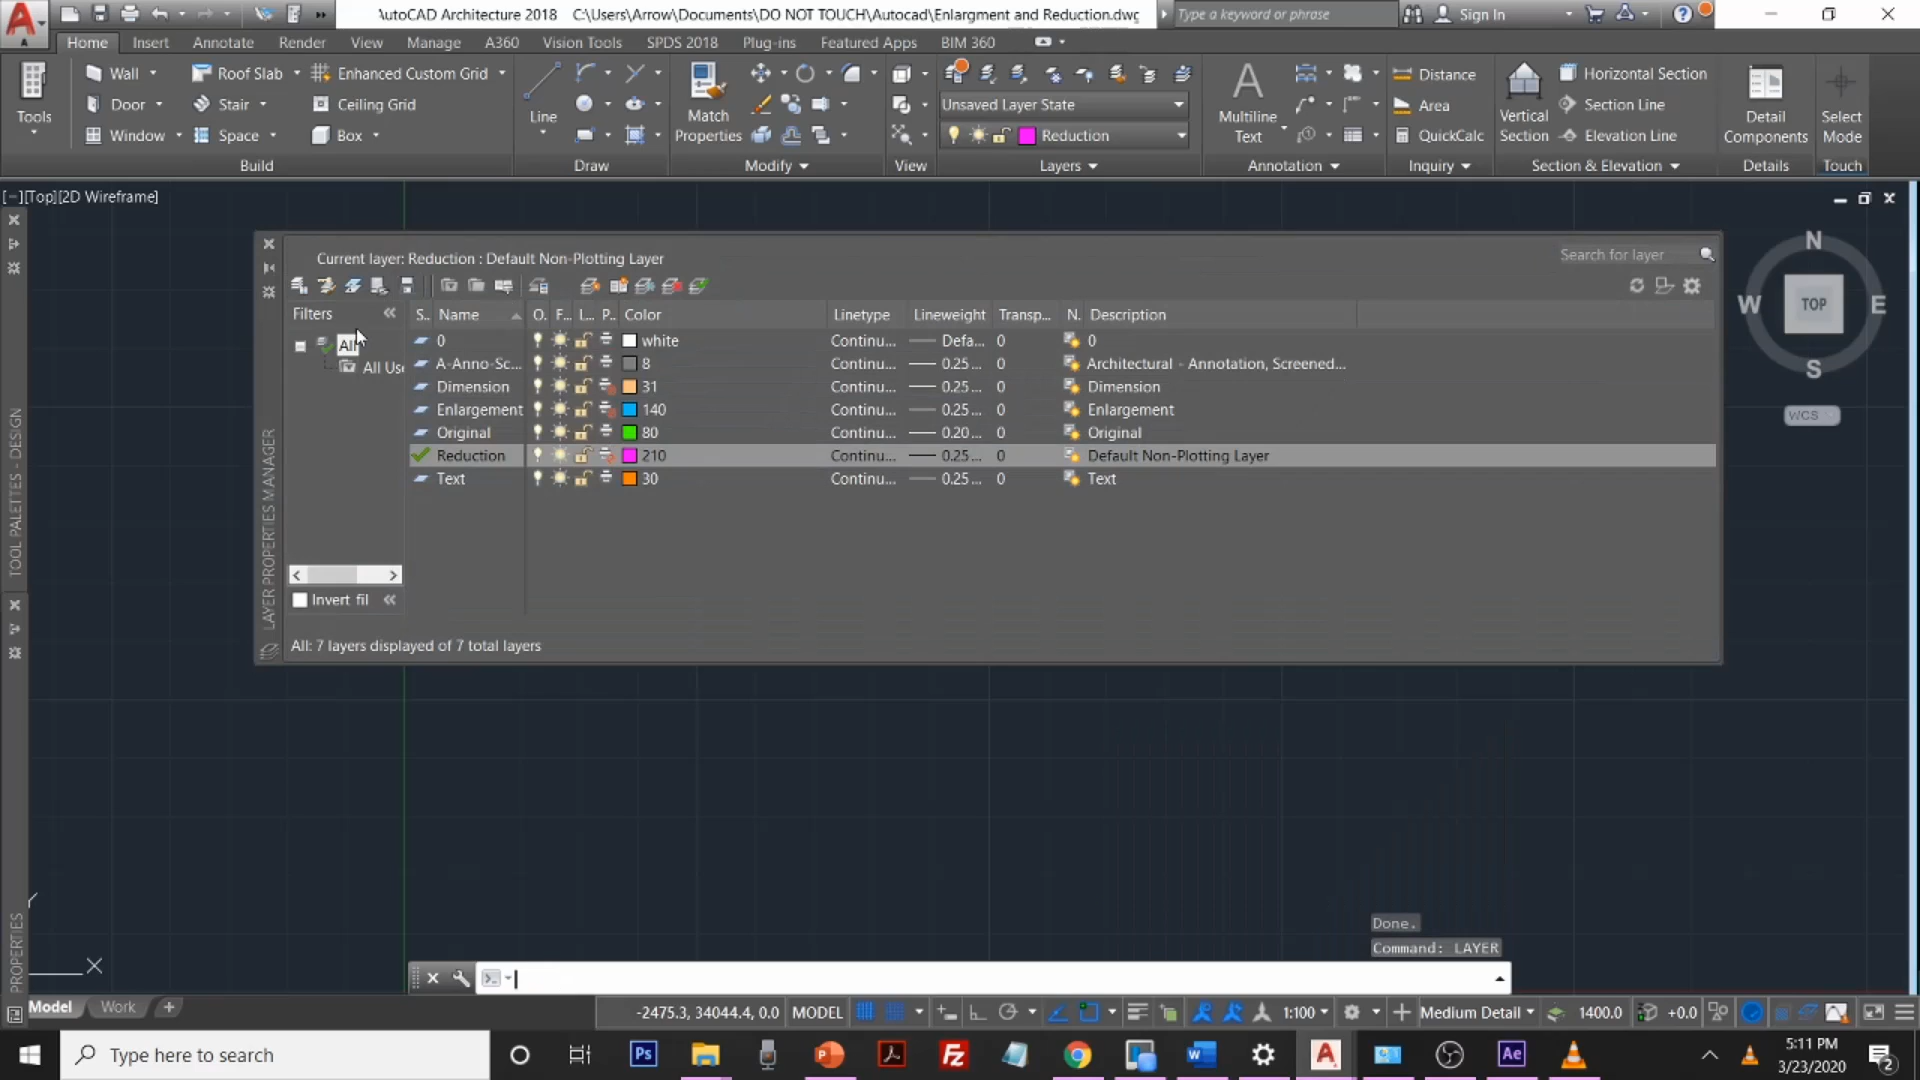 AutoCAD Architecture 2018 C:\Users\Arrow\Documents\DO NOT TOUCH\Autocad\Enlargment and Reduction.dwg
Type a keyword or phrase
Sign In
Home Insert Annotate Render View Manage A360 Vision Tools SPDS 2018 Plug-ins Featured Apps BIM 360
Tools
Wall Roof Slab Enhanced Custom Grid
Door Stair Ceiling Grid
Window Space Box
Build
Line
Draw
Match
Properties
Modify
View
Unsaved Layer State
Reduction
Layers
Multiline
Text
Annotation
Distance
Area
QuickCalc
Inquiry
Vertical
Section
Horizontal Section
Section Line
Elevation Line
Section & Elevation
Detail
Components
Details
Select
Mode
Touch
[−][Top][2D Wireframe]
TOOL PALETTES - DESIGN
PROPERTIES
LAYER PROPERTIES MANAGER
Current layer: Reduction : Default Non-Plotting Layer
Search for layer
Filters
All
All Use
Invert fil
S.. Name O. F... L... P.. Color Linetype Lineweight Transp... N. Description
0 white Continu... Defa... 0 0
A-Anno-Sc... 8 Continu... 0.25 ... 0 Architectural - Annotation, Screened...
Dimension 31 Continu... 0.25 ... 0 Dimension
Enlargement 140 Continu... 0.25 ... 0 Enlargement
Original 80 Continu... 0.20 ... 0 Original
Reduction 210 Continu... 0.25 ... 0 Default Non-Plotting Layer
Text 30 Continu... 0.25 ... 0 Text
All: 7 layers displayed of 7 total layers
N
W TOP E
S
WCS
Done.
Command: LAYER
Model Work
-2475.3, 34044.4, 0.0 MODEL 1:100 Medium Detail 1400.0 +0.0
Type here to search
Ps
Ae
5:11 PM
3/23/2020
2